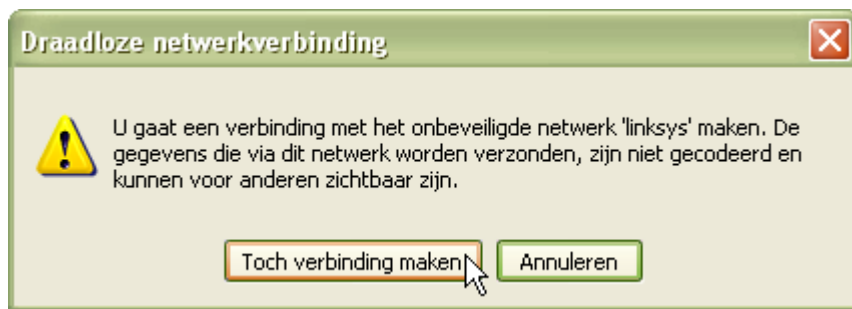 Draadloze netwerkverbinding
U gaat een verbinding met het onbeveiligde netwerk 'linksys' maken. De
gegevens die via dit netwerk worden verzonden, zijn niet gecodeerd en
kunnen voor anderen zichtbaar zijn.
Toch verbinding maken Annuleren